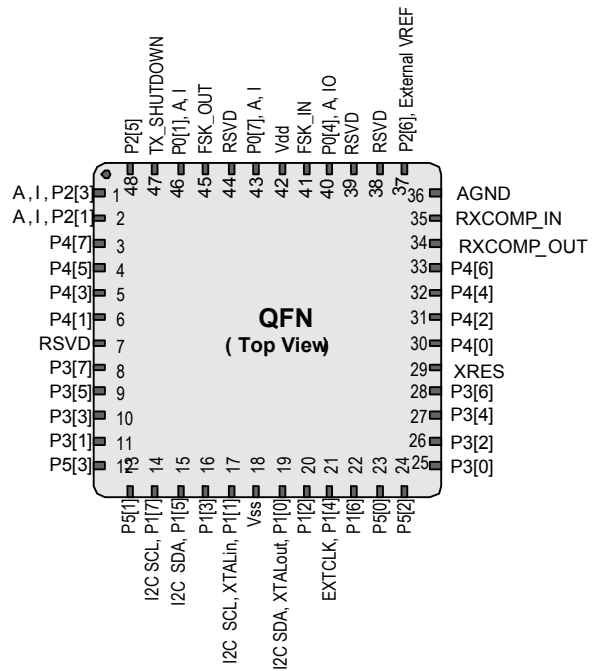 P2[5]
TX_SHUTDOWN
P0[1], A, I
FSK_OUT
RSVD
P0[7], A, I
Vdd
FSK_IN
P0[4], A, IO
RSVD
RSVD
P2[6], External VREF
48
47
46
45
44
43
42
41
40
39
38
37
A, I, P2[3] 1
A, I, P2[1] 2
P4[7] 3
P4[5] 4
P4[3] 5
P4[1] 6
RSVD 7
P3[7] 8
P3[5] 9
P3[3] 10
P3[1] 11
P5[3] 12
QFN
( Top View)
36 AGND
35 RXCOMP_IN
34 RXCOMP_OUT
33 P4[6]
32 P4[4]
31 P4[2]
30 P4[0]
29 XRES
28 P3[6]
27 P3[4]
26 P3[2]
25 P3[0]
13
14
15
16
17
18
19
20
21
22
23
24
P5[1]
I2C SCL, P1[7]
I2C SDA, P1[5]
P1[3]
I2C SCL, XTALin, P1[1]
Vss
I2C SDA, XTALout, P1[0]
P1[2]
EXTCLK, P1[4]
P1[6]
P5[0]
P5[2]